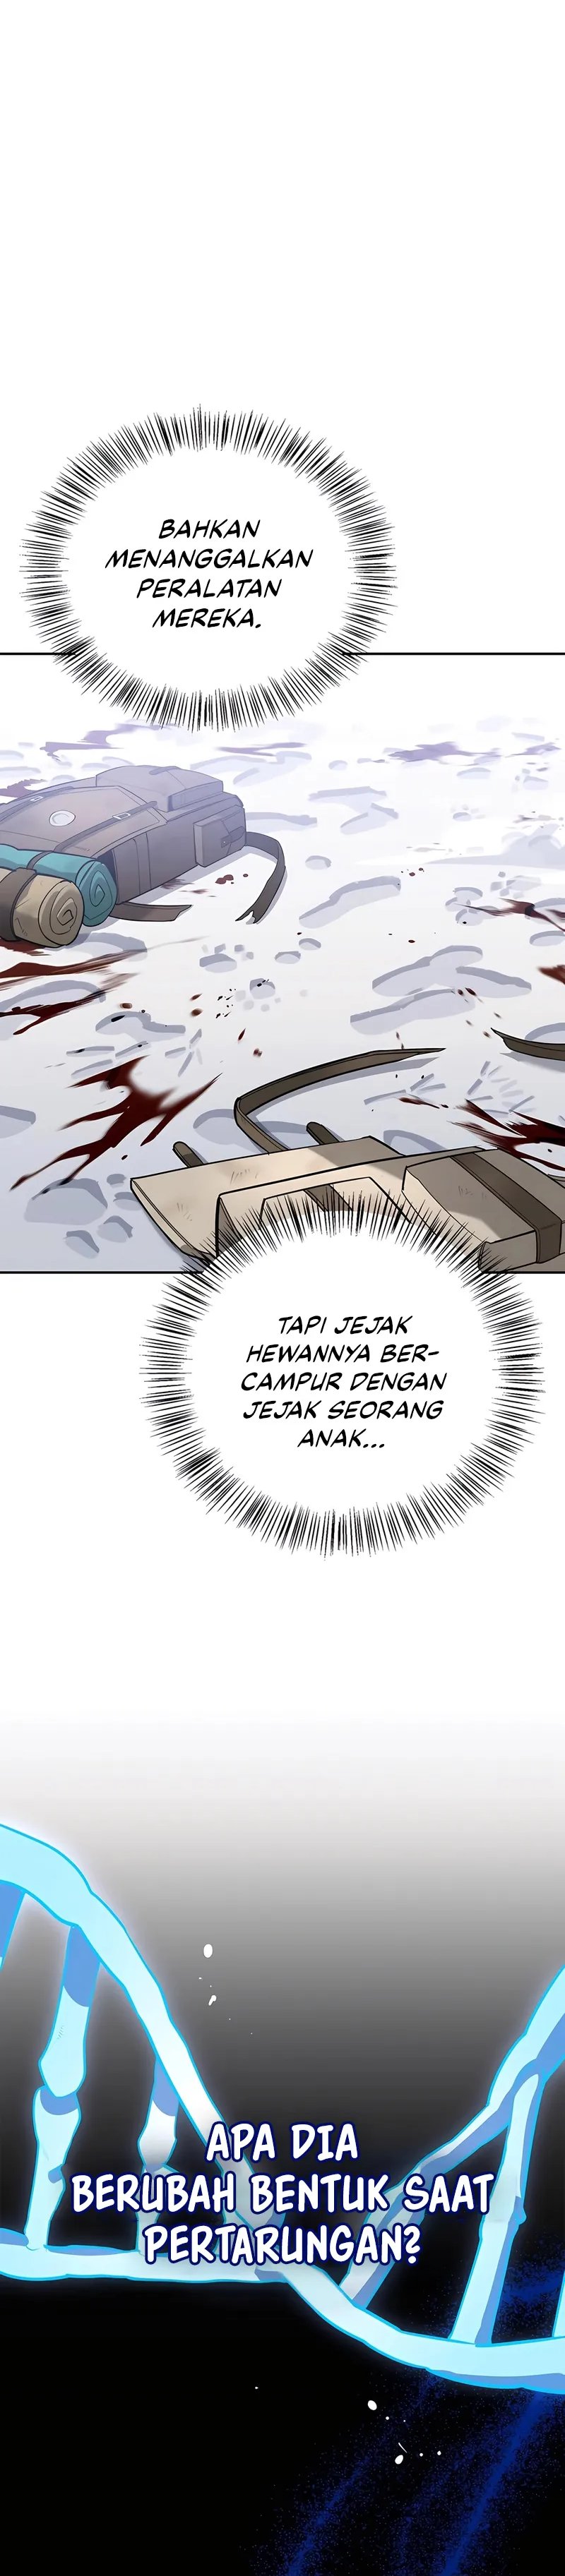 BAHKAN
MENANGGALKAN
PERALATAN
MEREKA.
TAPI JEJAK
HEWANNYA BER-
CAMPUR DENGAN
JEJAK SEORANG
ANAK...
APA DIA
BERUBAH BENTUK SAAT
PERTARUNGAN?